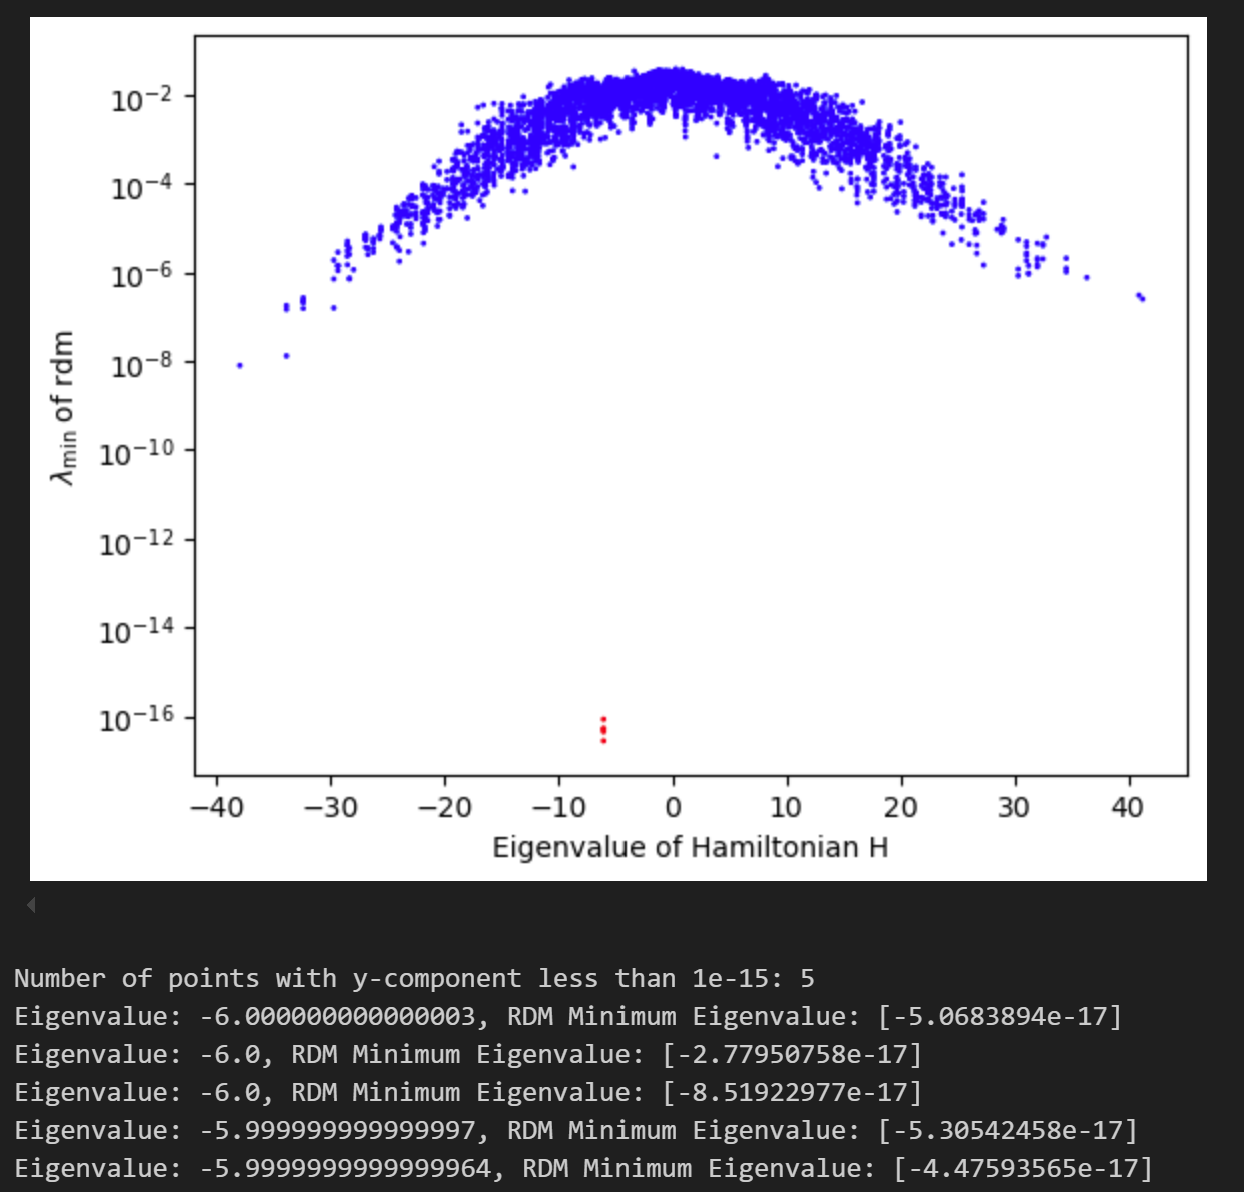 10⁻²
10⁻⁴
10⁻⁶
10⁻⁸
10⁻¹⁰
10⁻¹²
10⁻¹⁴
10⁻¹⁶
λmin of rdm
−40 −30 −20 −10 0 10 20 30 40
Eigenvalue of Hamiltonian H
Number of points with y-component less than 1e-15: 5
Eigenvalue: -6.000000000000003, RDM Minimum Eigenvalue: [-5.0683894e-17]
Eigenvalue: -6.0, RDM Minimum Eigenvalue: [-2.77950758e-17]
Eigenvalue: -6.0, RDM Minimum Eigenvalue: [-8.51922977e-17]
Eigenvalue: -5.999999999999997, RDM Minimum Eigenvalue: [-5.30542458e-17]
Eigenvalue: -5.9999999999999964, RDM Minimum Eigenvalue: [-4.47593565e-17]